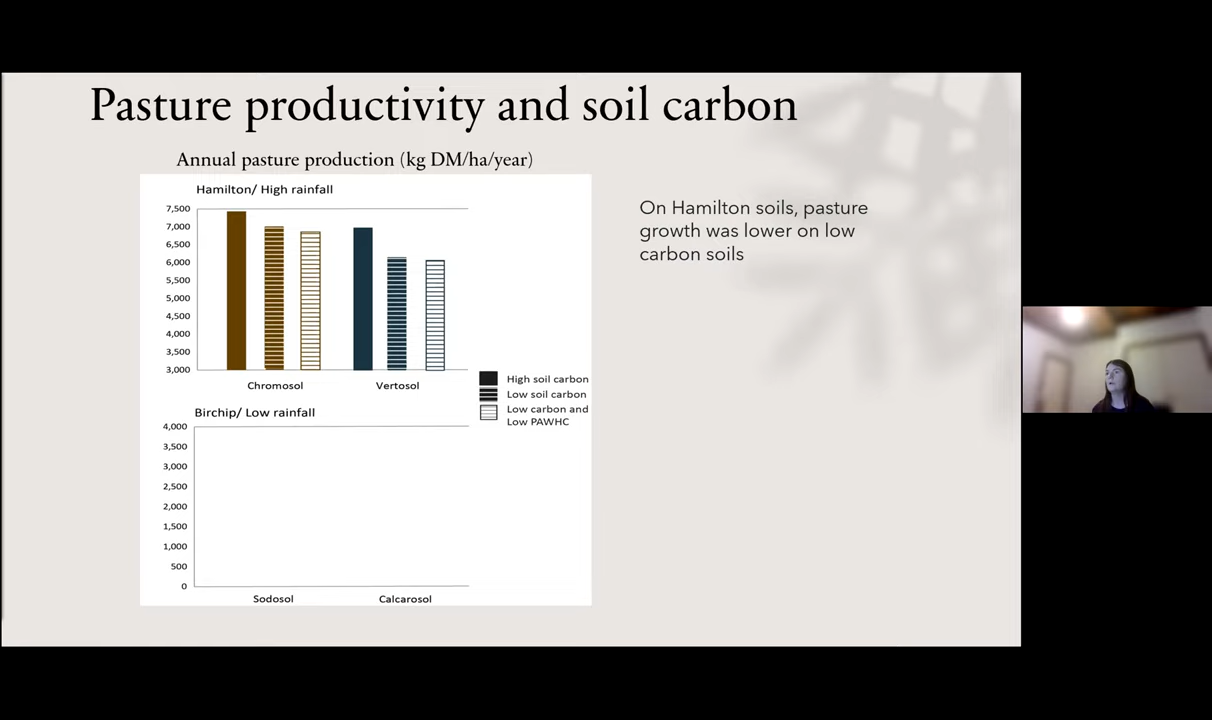 Pasture productivity and soil carbon
Annual pasture production (kg DM/ha/year)
Hamilton/ High rainfall
7,500
7,000
6,500
6,000
5,500
5,000
4,500
4,000
3,500
3,000
Chromosol Vertosol
High soil carbon
Low soil carbon
Low carbon and
Low PAWHC
Birchip/ Low rainfall
4,000
3,500
3,000
2,500
2,000
1,500
1,000
500
0
Sodosol Calcarosol
On Hamilton soils, pasture
growth was lower on low
carbon soils